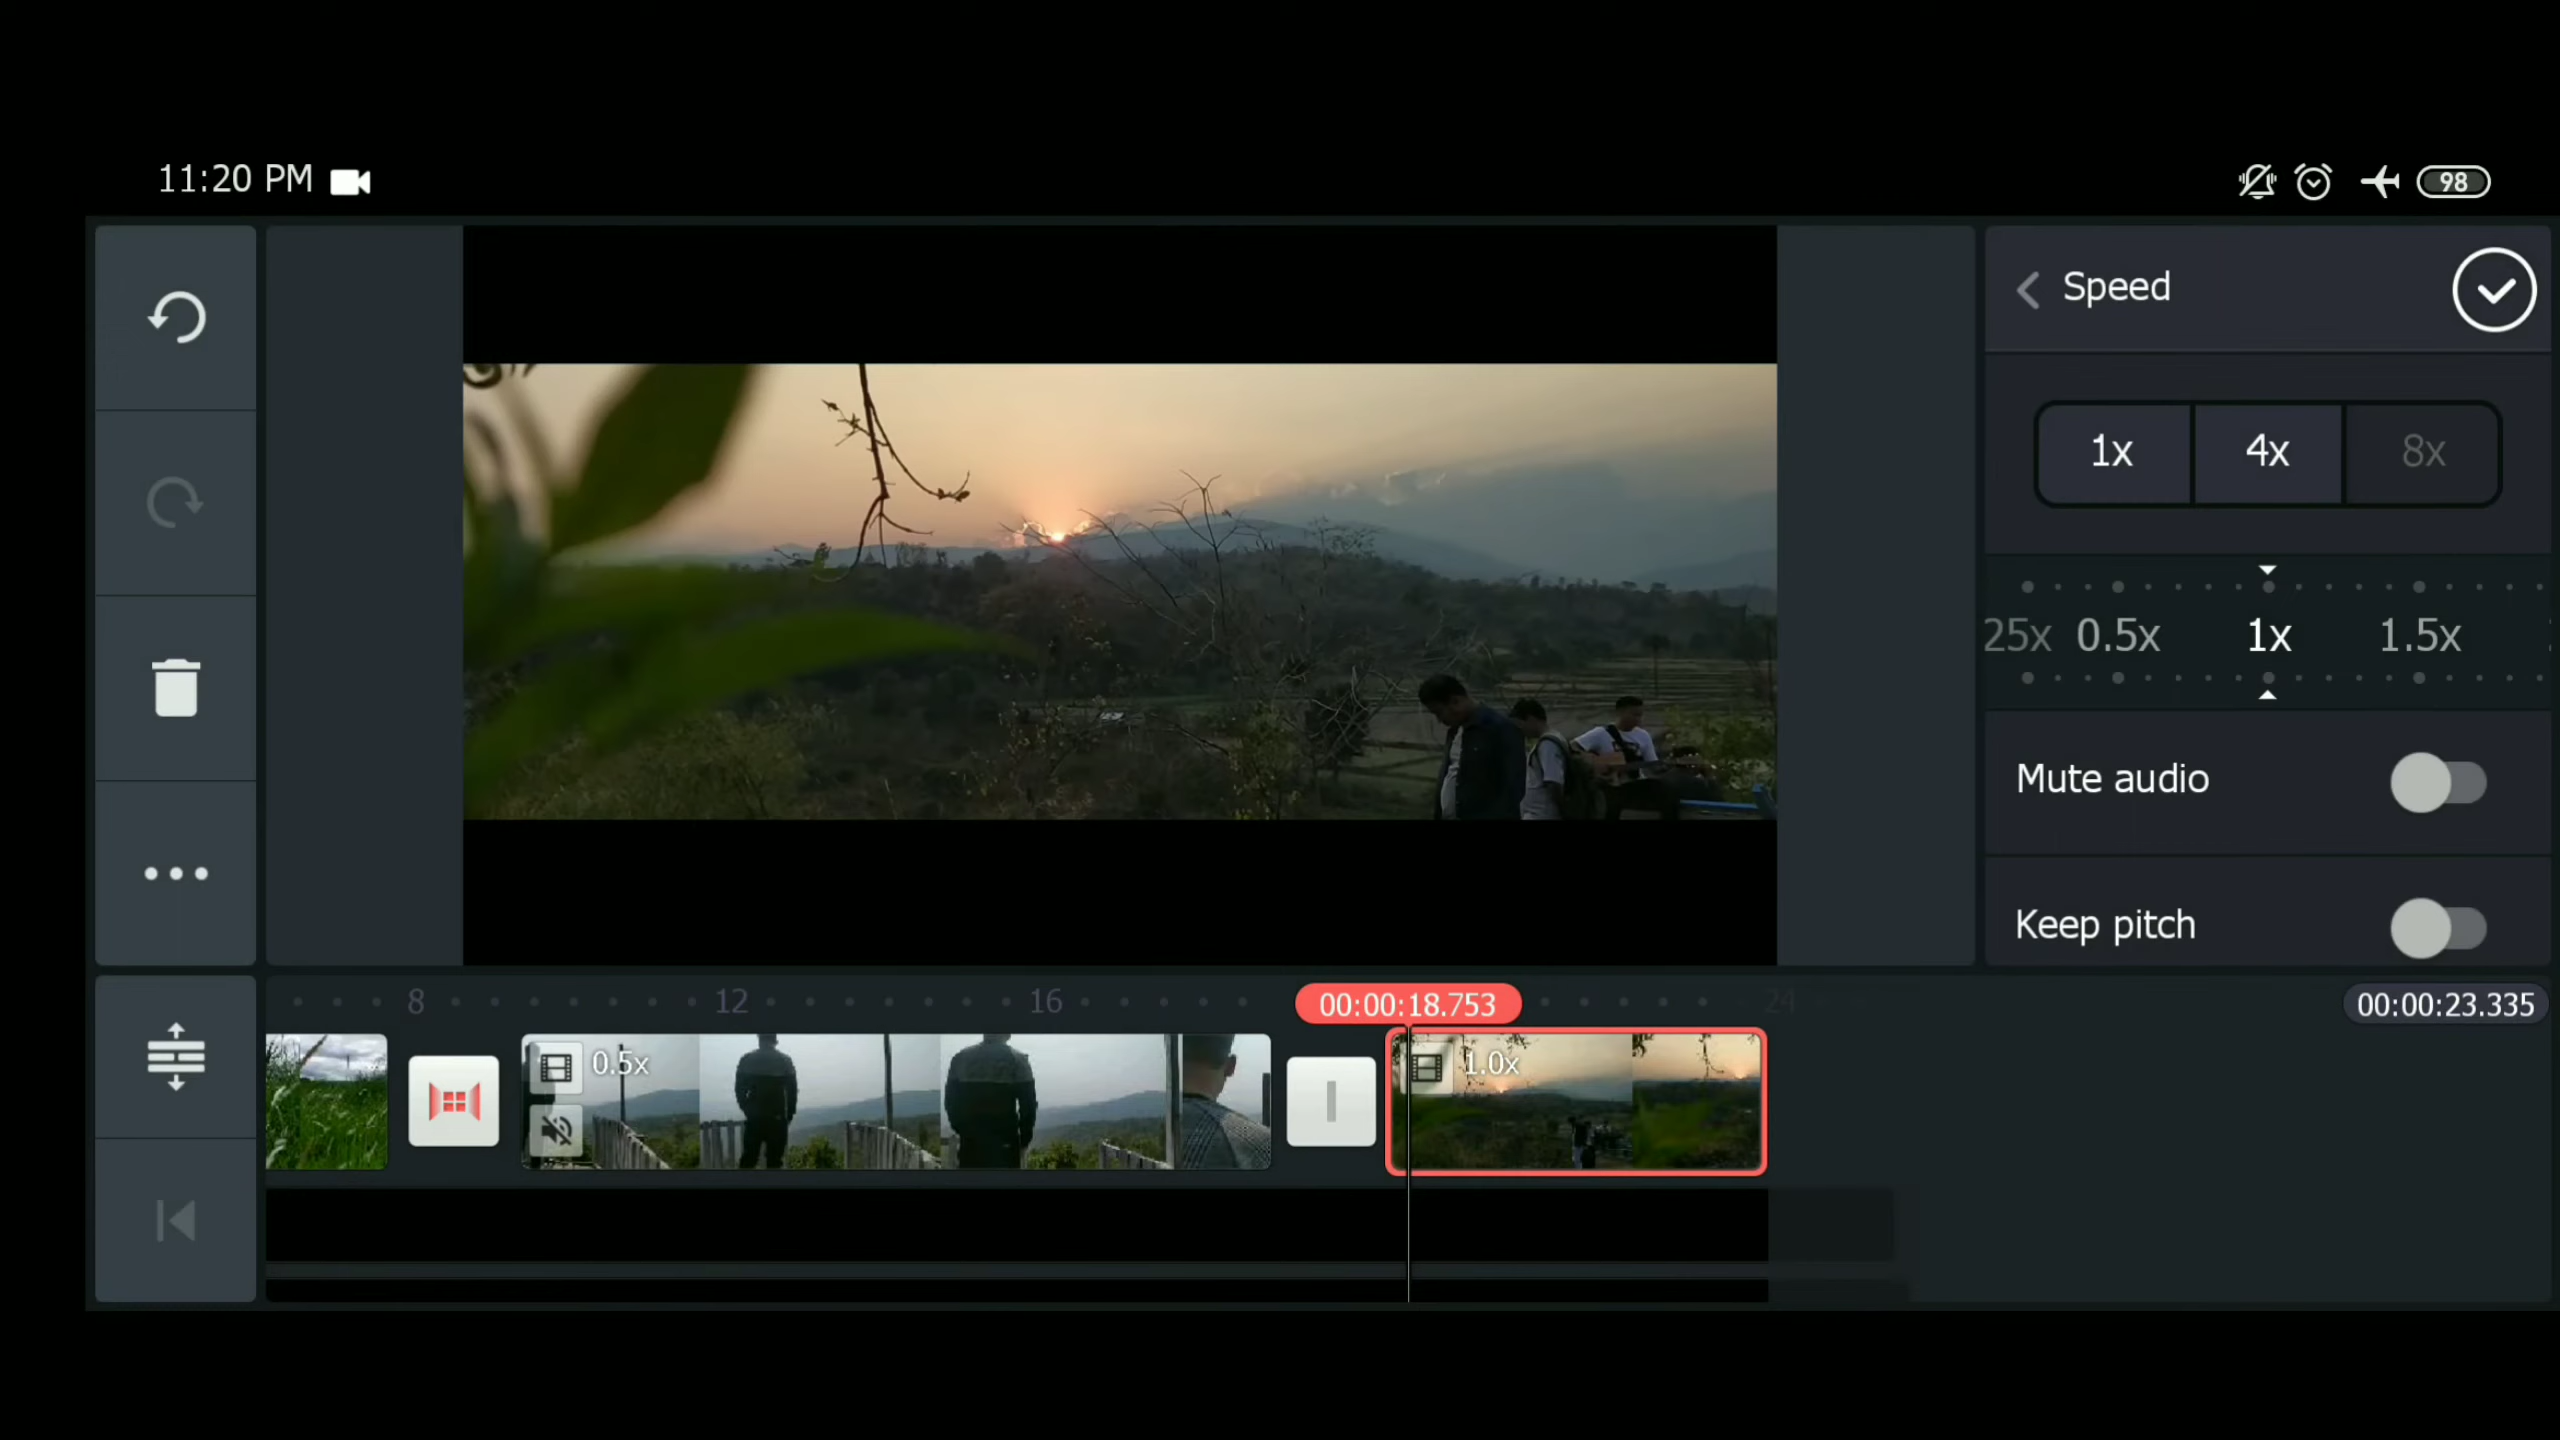 11:20 PM
98
Speed
1x 4x 8x
25x 0.5x 1x 1.5x
Mute audio
Keep pitch
8 12 16 00:00:18.753 24 00:00:23.335
0.5x 1.0x